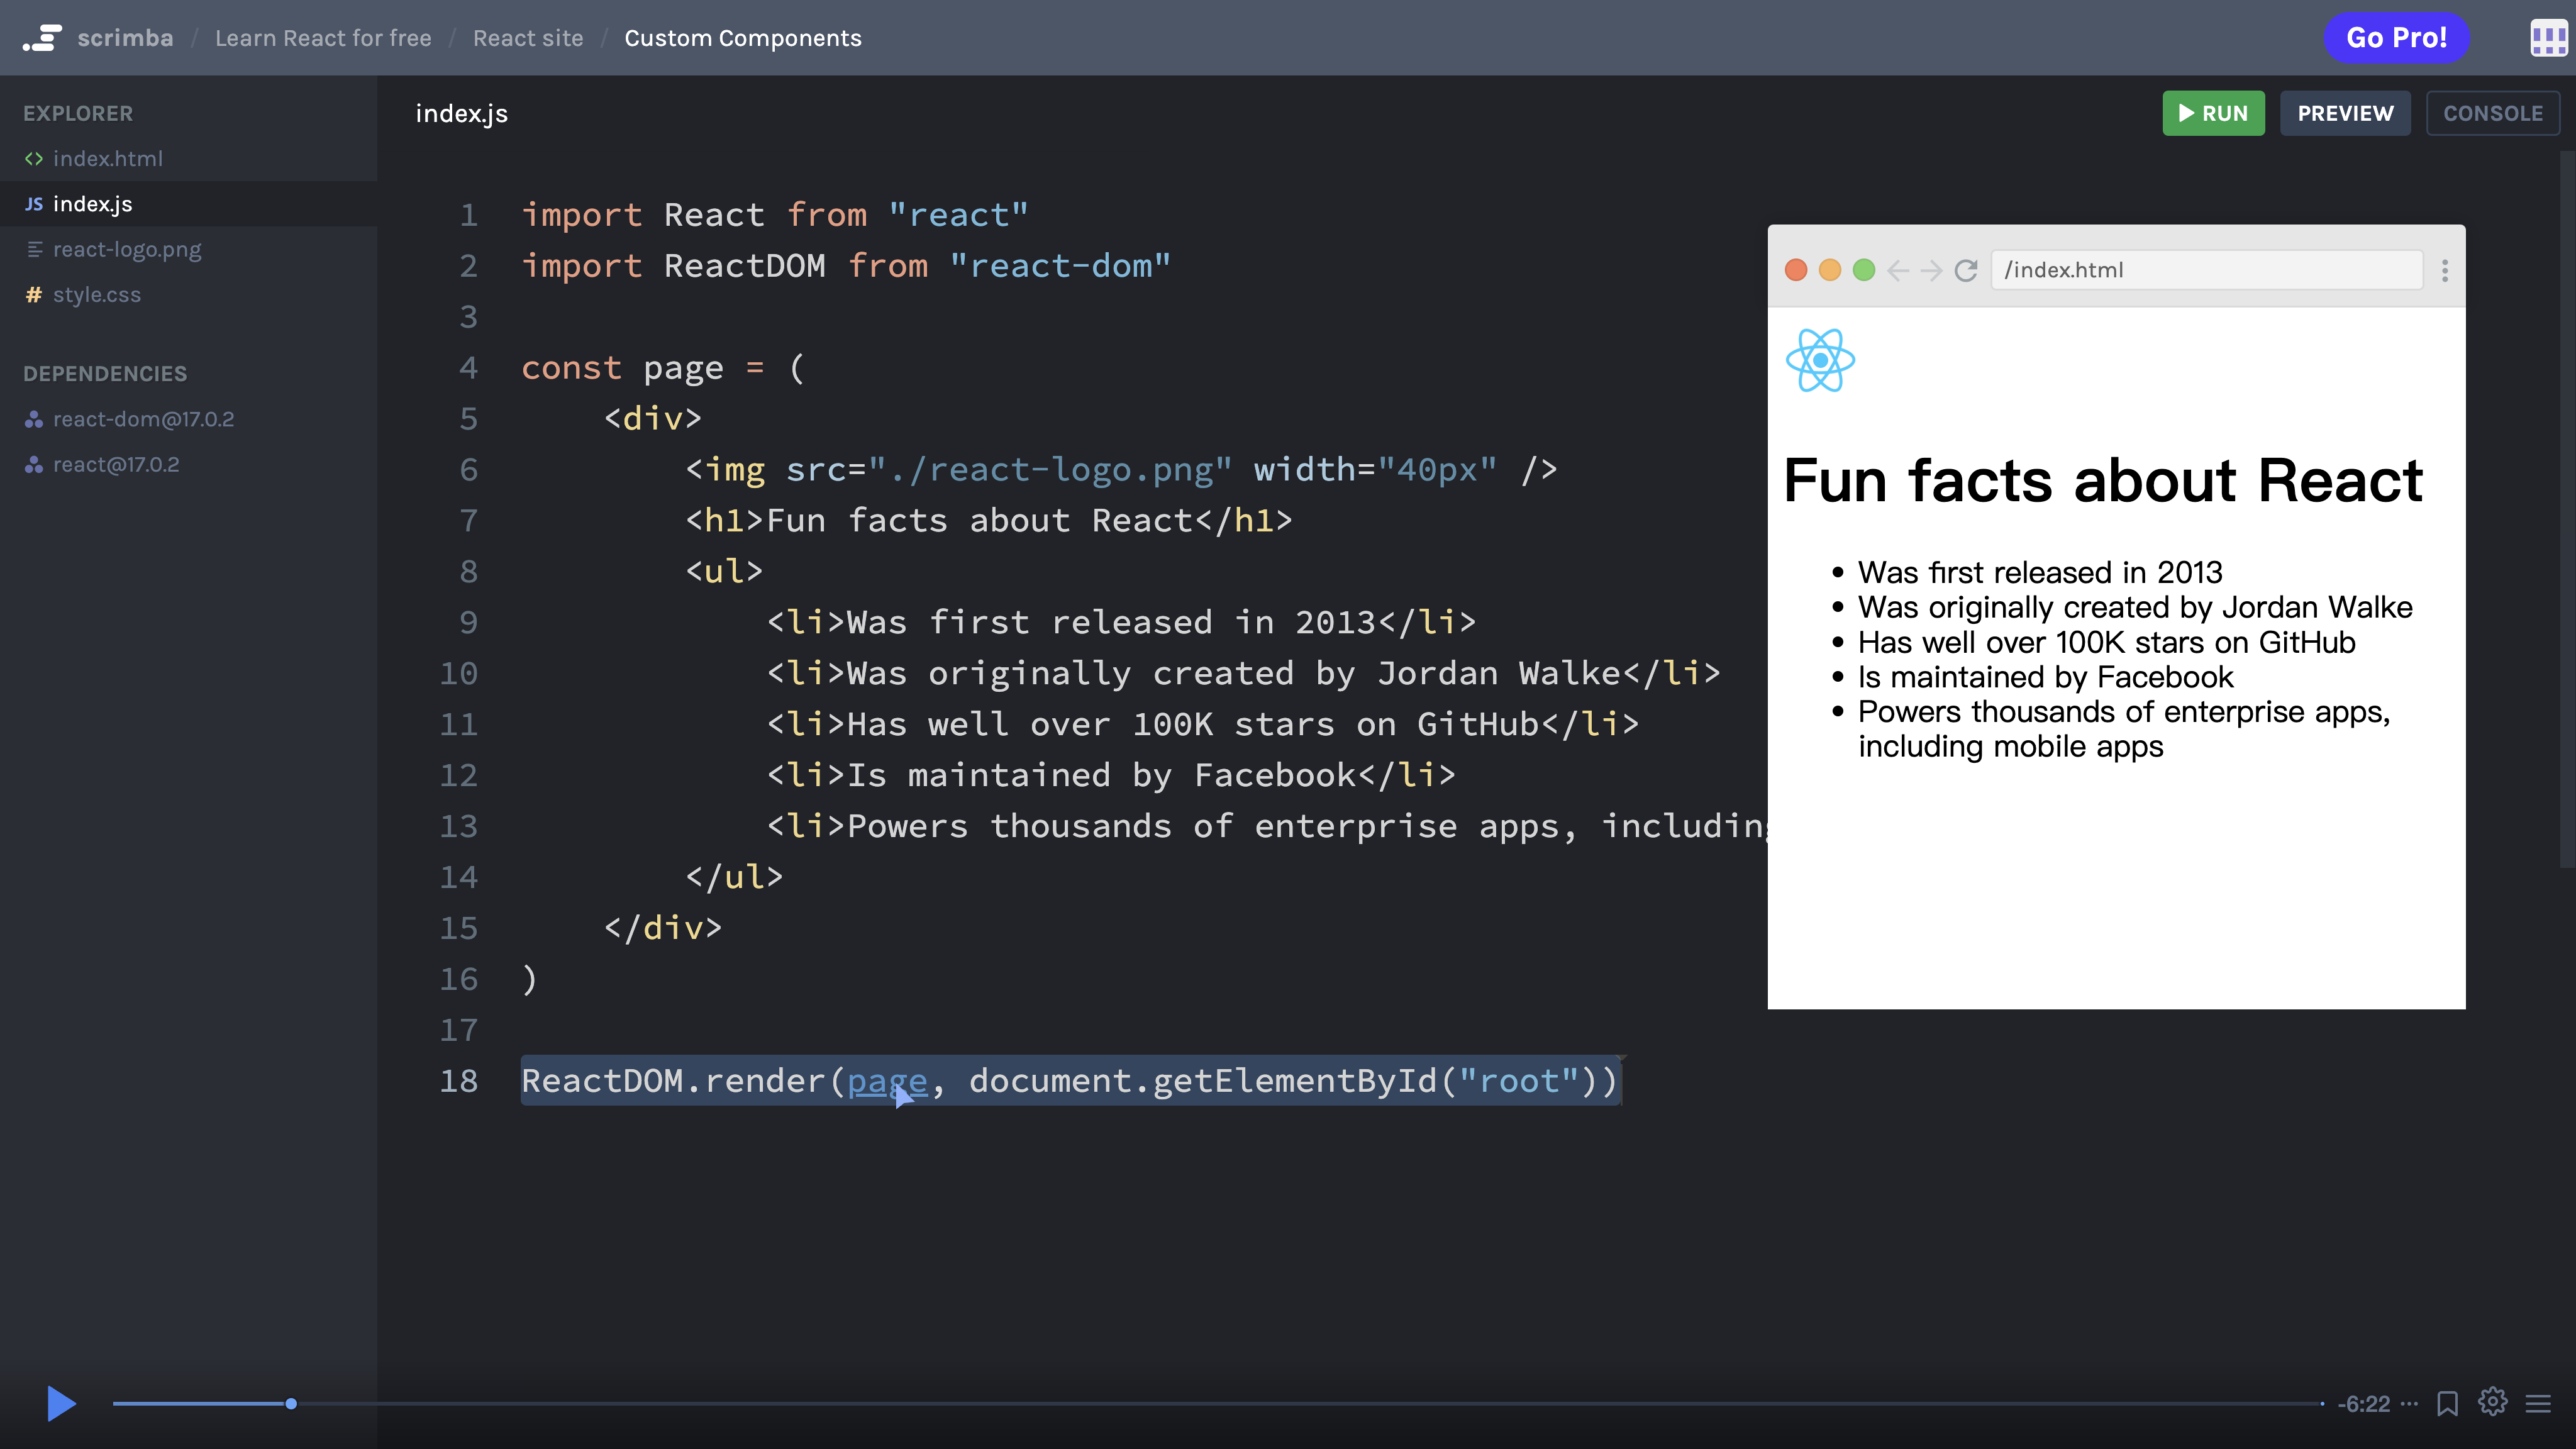 scrimba / Learn React for free / React site / Custom Components
Go Pro!
EXPLORER
index.html
JS index.js
react-logo.png
# style.css
DEPENDENCIES
react-dom@17.0.2
react@17.0.2
index.js
RUN
PREVIEW
CONSOLE
1 import React from "react"
2 import ReactDOM from "react-dom"
3
4 const page = (
5 <div>
6 <img src="./react-logo.png" width="40px" />
7 <h1>Fun facts about React</h1>
8 <ul>
9 <li>Was first released in 2013</li>
10 <li>Was originally created by Jordan Walke</li>
11 <li>Has well over 100K stars on GitHub</li>
12 <li>Is maintained by Facebook</li>
13 <li>Powers thousands of enterprise apps, including
14 </ul>
15 </div>
16 )
17
18 ReactDOM.render(page, document.getElementById("root"))
/index.html
Fun facts about React
• Was first released in 2013
• Was originally created by Jordan Walke
• Has well over 100K stars on GitHub
• Is maintained by Facebook
• Powers thousands of enterprise apps,
including mobile apps
-6:22